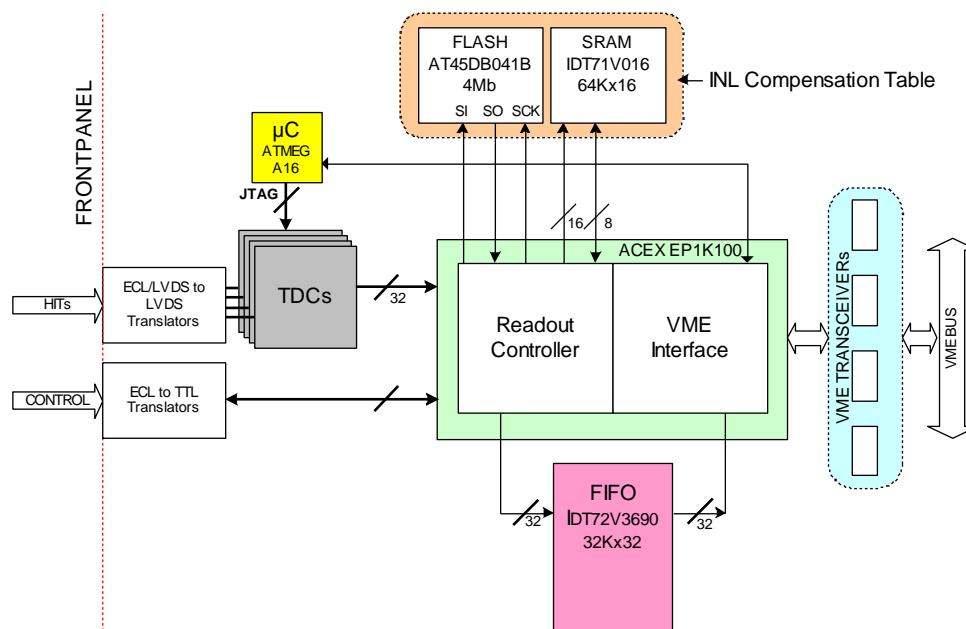 FLASH
AT45DB041B
4Mb
SI SO SCK
SRAM
IDT71V016
64Kx16
INL Compensation Table
FRONTPANEL
µC
ATMEG
A16
JTAG
16
8
ACEX EP1K100
HITs
ECL/LVDS to
LVDS
Translators
TDCs
32
Readout
Controller
VME
Interface
VME TRANSCEIVERs
VMEBUS
CONTROL
ECL to TTL
Translators
32
FIFO
IDT72V3690
32Kx32
32